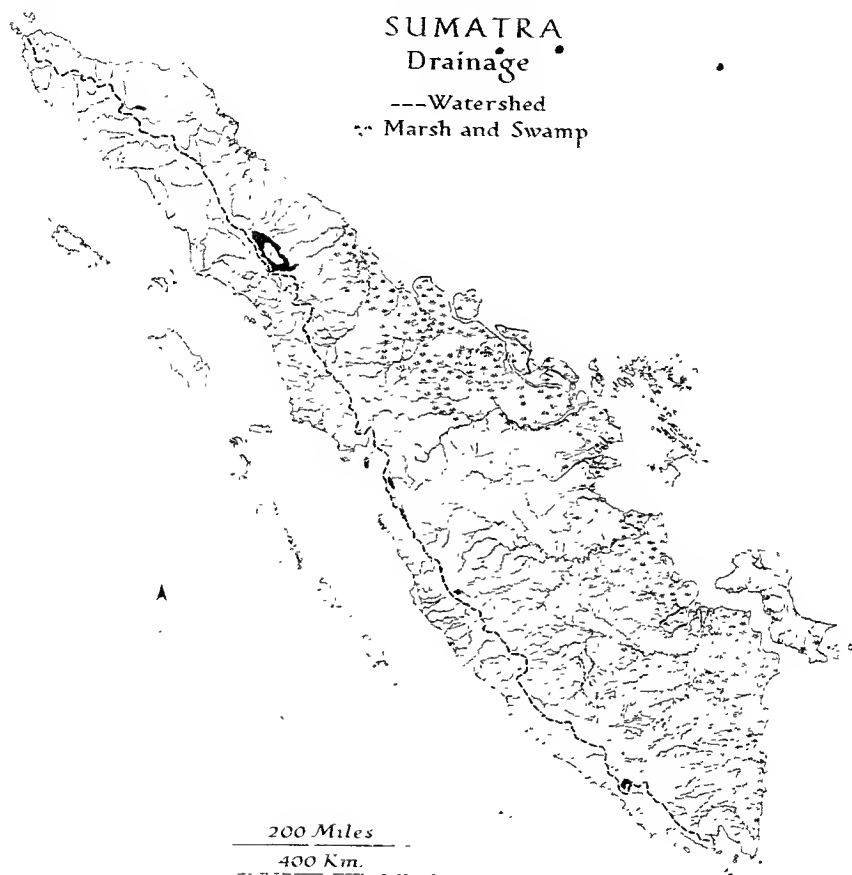 SUMATRA
Drainage
---Watershed
Marsh and Swamp
200 Miles
400 Km.